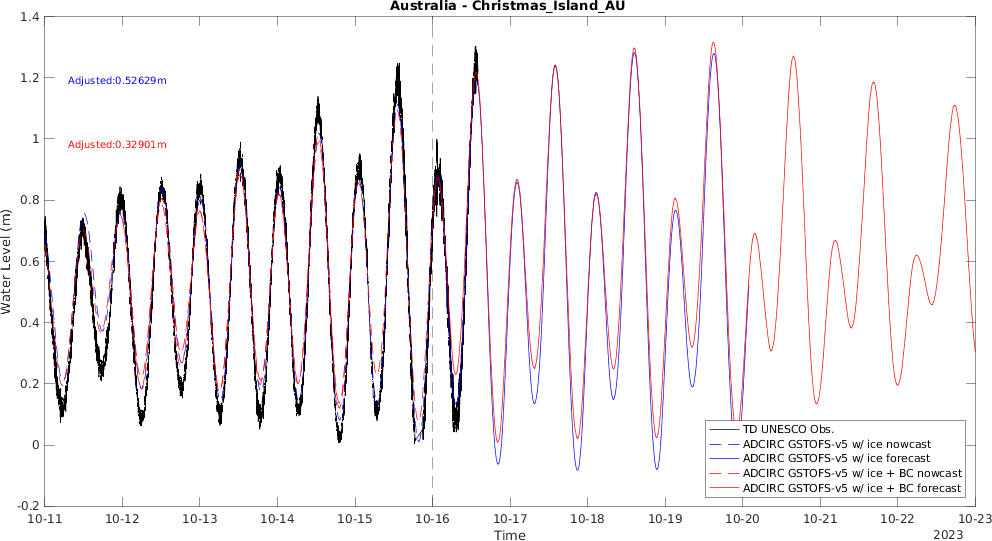 Australia - Christmas_Island_AU
1.4
1.2
1
0.8
0.6
0.4
0.2
0
-0.2
Water Level (m)
Adjusted:0.52629m
Adjusted:0.32901m
TD UNESCO Obs.
ADCIRC GSTOFS-v5 w/ ice nowcast
ADCIRC GSTOFS-v5 w/ ice forecast
ADCIRC GSTOFS-v5 w/ ice + BC nowcast
ADCIRC GSTOFS-v5 w/ ice + BC forecast
10-11 10-12 10-13 10-14 10-15 10-16 10-17 10-18 10-19 10-20 10-21 10-22 10-23
Time
2023